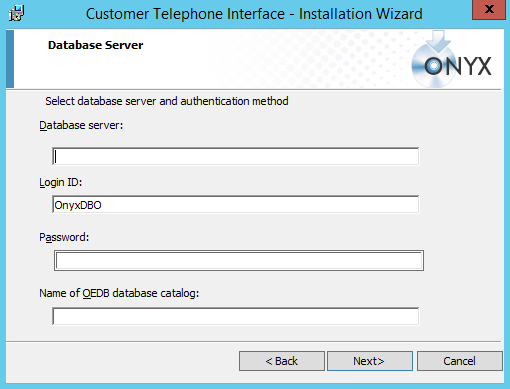 Customer Telephone Interface - Installation Wizard
x
Database Server
ONYX
Select database server and authentication method
Database server:
Login ID:
OnyxDBO
Password:
Name of OEDB database catalog:
< Back
Next>
Cancel